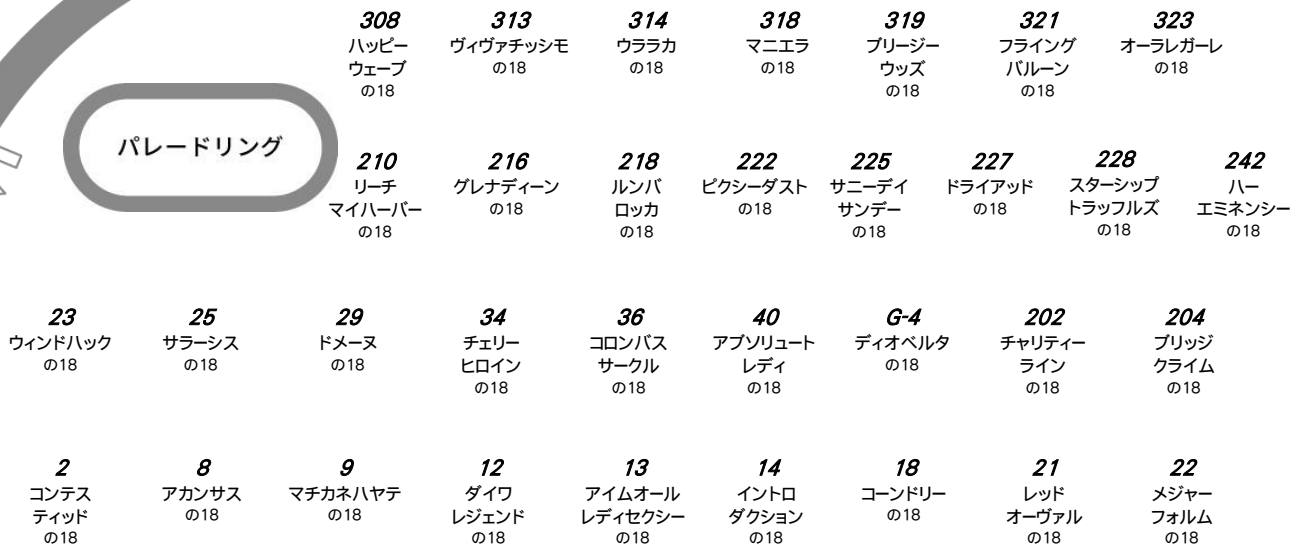 308
ハッピー
ウェーブ
の18
313
ヴィヴァチッシモ
の18
314
ウララカ
の18
318
マニエラ
の18
319
ブリージー
ウッズ
の18
321
フライング
バルーン
の18
323
オーラレガーレ
の18
パレードリング
210
リーチ
マイハーバー
の18
216
グレナディーン
の18
218
ルンバ
ロッカ
の18
222
ピクシーダスト
の18
225
サニーデイ
サンデー
の18
227
ドライアッド
の18
228
スターシップ
トラッフルズ
の18
242
ハー
エミネンシー
の18
23
ウィンドハック
の18
25
サラーシス
の18
29
ドメーヌ
の18
34
チェリー
ヒロイン
の18
36
コロンバス
サークル
の18
40
アブソリュート
レディ
の18
G-4
ディオベルタ
の18
202
チャリティー
ライン
の18
204
ブリッジ
クライム
の18
2
コンテス
ティッド
の18
8
アカンサス
の18
9
マチカネハヤテ
の18
12
ダイワ
レジェンド
の18
13
アイムオール
レディセクシー
の18
14
イントロ
ダクション
の18
18
コーンドリー
の18
21
レッド
オーヴァル
の18
22
メジャー
フォルム
の18